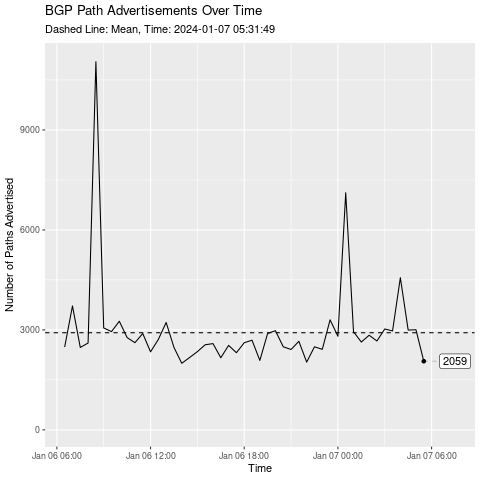 BGP Path Advertisements Over Time
Dashed Line: Mean, Time: 2024-01-07 05:31:49
Number of Paths Advertised
9000
6000
3000
0
2059
Jan 06 06:00 Jan 06 12:00 Jan 06 18:00 Jan 07 00:00 Jan 07 06:00
Time